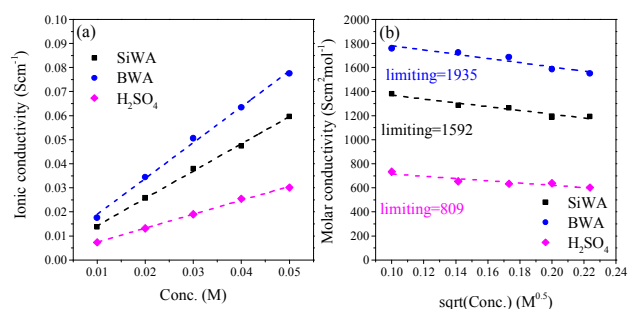 (a)
Ionic conductivity (Scm⁻¹)
0.10
0.09
0.08
0.07
0.06
0.05
0.04
0.03
0.02
0.01
0.00
SiWA
BWA
H₂SO₄
0.01 0.02 0.03 0.04 0.05
Conc. (M)
(b)
Molar conductivity (Scm²mol⁻¹)
2000
1800
1600
1400
1200
1000
800
600
400
200
0
limiting=1935
limiting=1592
limiting=809
SiWA
BWA
H₂SO₄
0.10 0.12 0.14 0.16 0.18 0.20 0.22 0.24
sqrt(Conc.) (M⁰·⁵)